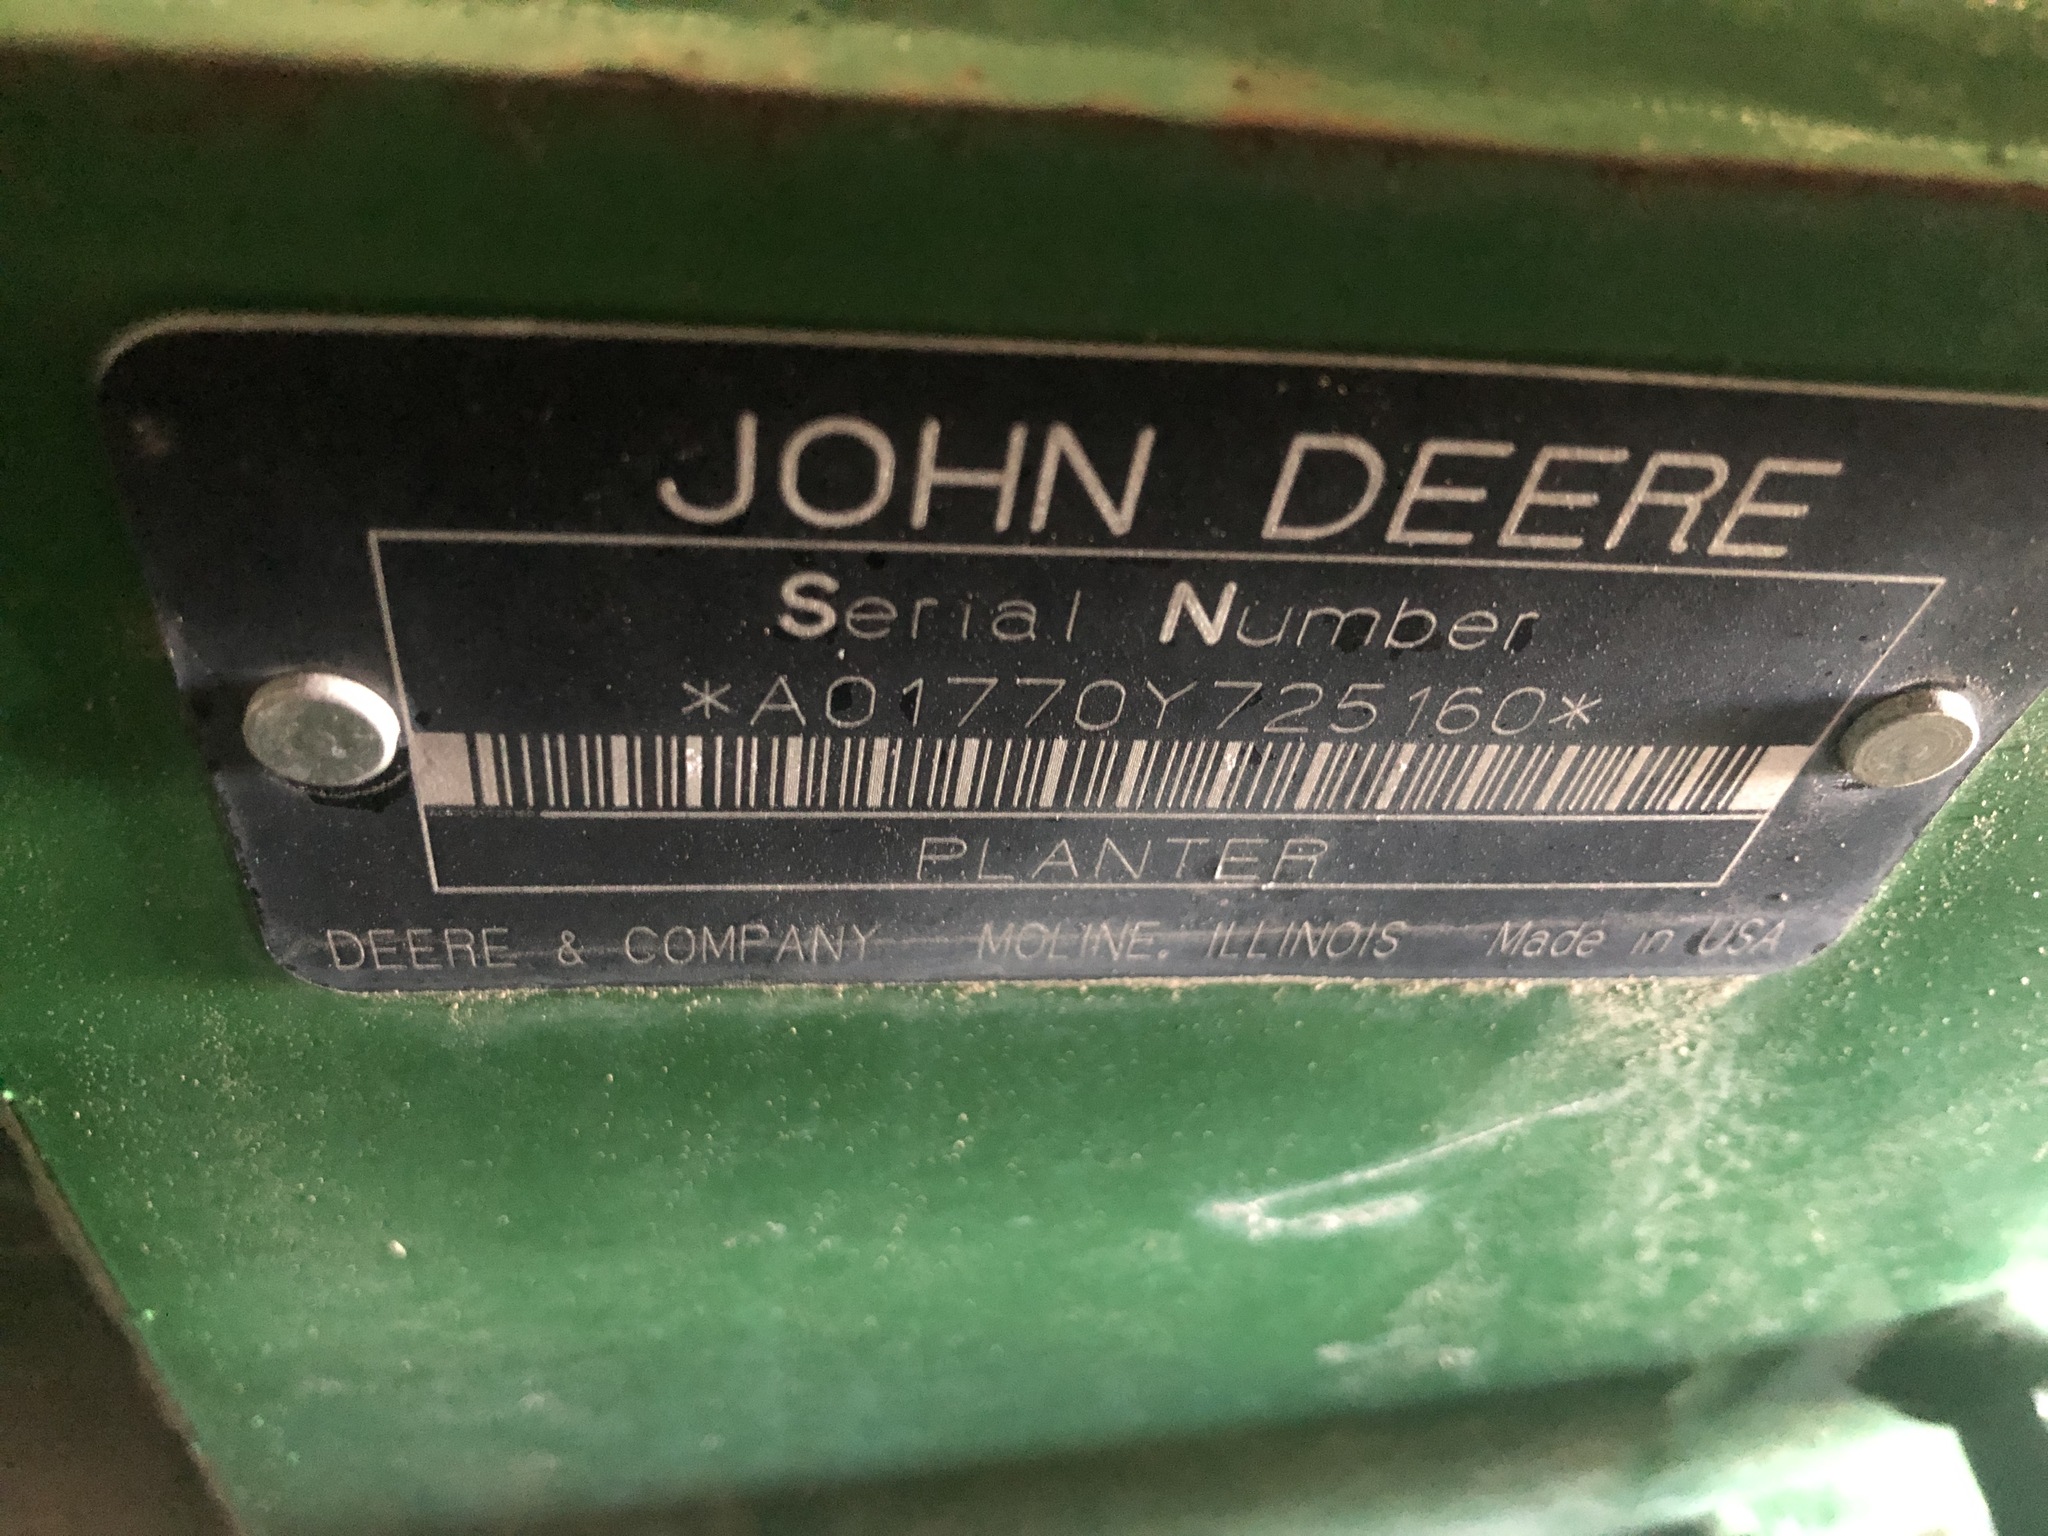 JOHN DEERE
Serial Number
*A01770Y725160*
PLANTER
DEERE & COMPANY MOLINE, ILLINOIS Made in USA